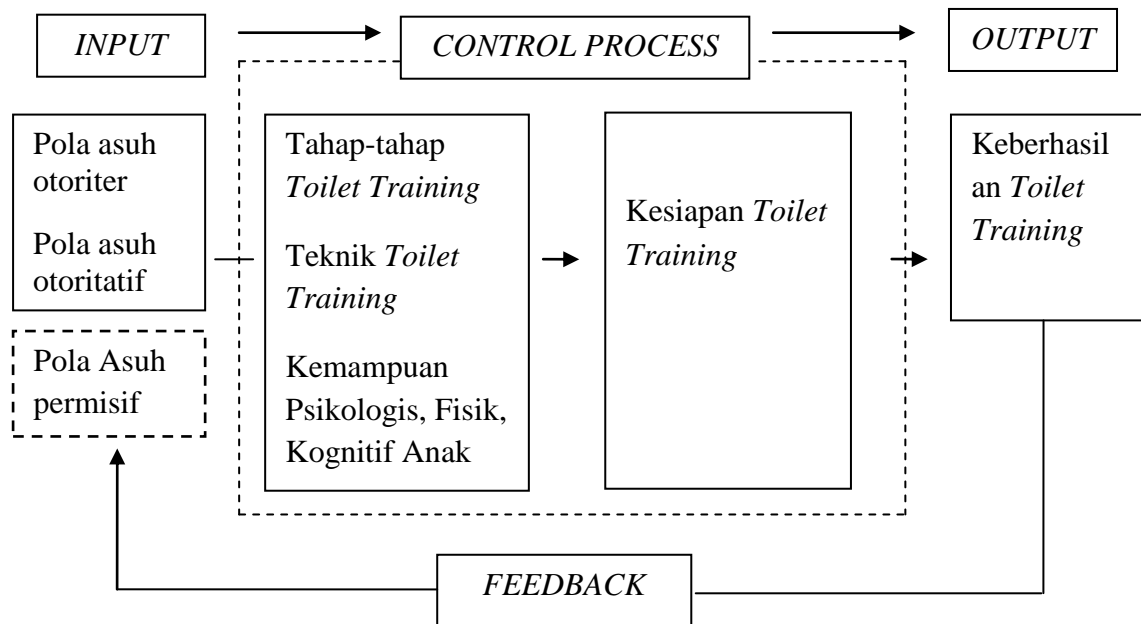 INPUT
CONTROL PROCESS
OUTPUT
Pola asuh
otoriter
Pola asuh
otoritatif
Pola Asuh
permisif
Tahap-tahap
Toilet Training
Teknik Toilet
Training
Kemampuan
Psikologis, Fisik,
Kognitif Anak
Kesiapan Toilet
Training
Keberhasil
an Toilet
Training
FEEDBACK